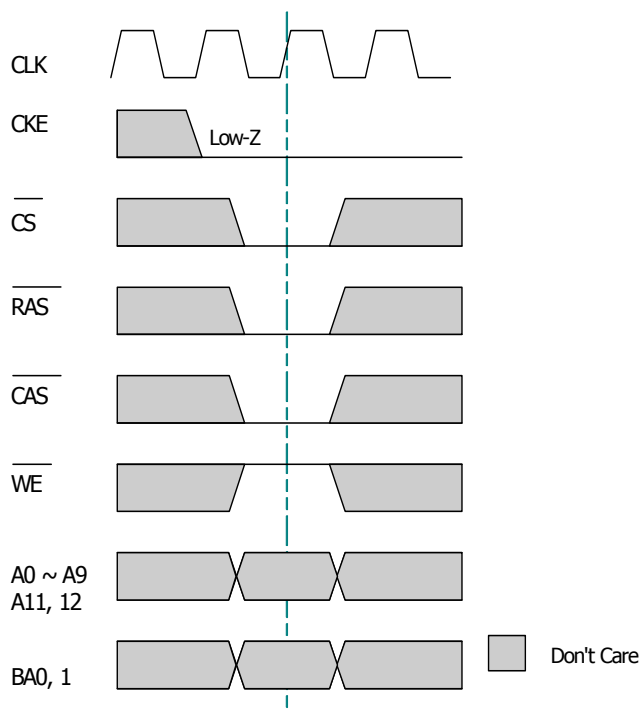 CLK
CKE
Low-Z
CS
RAS
CAS
WE
A0 ~ A9
A11, 12
BA0, 1
Don't Care